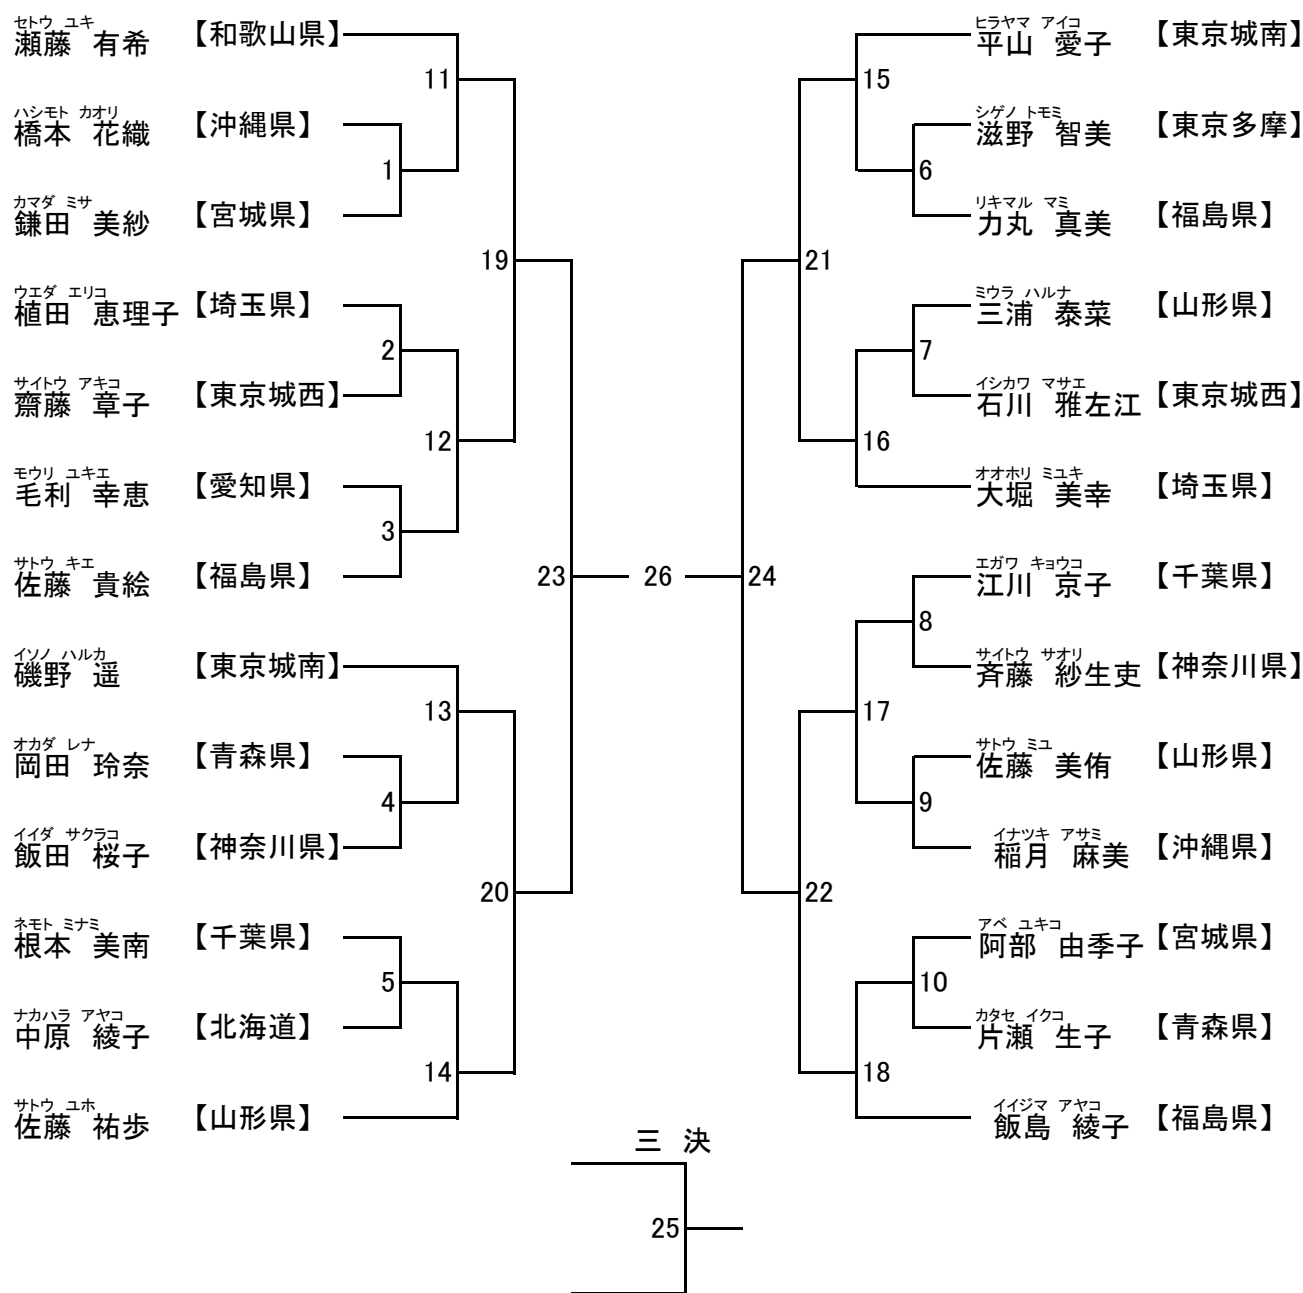 セトウ ユキ
瀬藤 有希 【和歌山県】
11
ハシモト カオリ
橋本 花織 【沖縄県】
1
カマダ ミサ
鎌田 美紗 【宮城県】
19
ウエダ エリコ
植田 恵理子 【埼玉県】
2
サイトウ アキコ
齋藤 章子 【東京城西】
12
モウリ ユキエ
毛利 幸恵 【愛知県】
3
サトウ キエ
佐藤 貴絵 【福島県】
23
イソノ ハルカ
磯野 遥 【東京城南】
13
オカダ レナ
岡田 玲奈 【青森県】
4
イイダ サクラコ
飯田 桜子 【神奈川県】
20
ネモト ミナミ
根本 美南 【千葉県】
5
ナカハラ アヤコ
中原 綾子 【北海道】
14
サトウ ユホ
佐藤 祐歩 【山形県】
26
ヒラヤマ アイコ
平山 愛子 【東京城南】
15
シゲノ トモミ
滋野 智美 【東京多摩】
6
リキマル マミ
力丸 真美 【福島県】
21
ミウラ ハルナ
三浦 泰菜 【山形県】
7
イシカワ マサエ
石川 雅左江 【東京城西】
16
オオホリ ミユキ
大堀 美幸 【埼玉県】
24
エガワ キョウコ
江川 京子 【千葉県】
8
サイトウ サオリ
斉藤 紗生吏 【神奈川県】
17
サトウ ミユ
佐藤 美侑 【山形県】
9
イナツキ アサミ
稲月 麻美 【沖縄県】
22
アベ ユキコ
阿部 由季子 【宮城県】
10
カタセ イクコ
片瀬 生子 【青森県】
18
イイジマ アヤコ
飯島 綾子 【福島県】
三 決
25